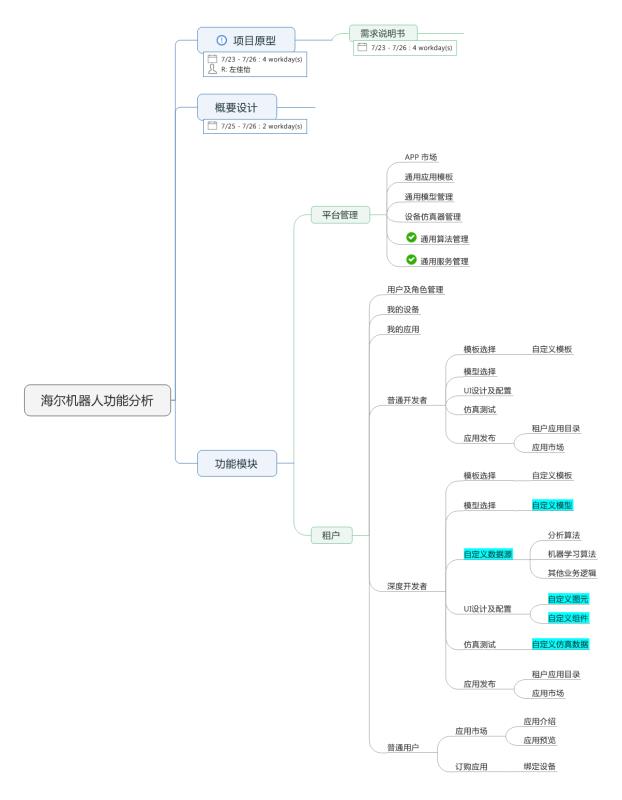 海尔机器人功能分析
项目原型
7/23 - 7/26 : 4 workday(s)
R: 左佳怡
需求说明书
7/23 - 7/26 : 4 workday(s)
概要设计
7/25 - 7/26 : 2 workday(s)
功能模块
平台管理
APP 市场
通用应用模板
通用模型管理
设备仿真器管理
通用算法管理
通用服务管理
租户
用户及角色管理
我的设备
我的应用
普通开发者
模板选择
自定义模板
模型选择
UI设计及配置
仿真测试
应用发布
租户应用目录
应用市场
深度开发者
模板选择
自定义模板
模型选择
自定义模型
自定义数据源
分析算法
机器学习算法
其他业务逻辑
UI设计及配置
自定义图元
自定义组件
仿真测试
自定义仿真数据
应用发布
租户应用目录
应用市场
普通用户
应用市场
应用介绍
应用预览
订购应用
绑定设备